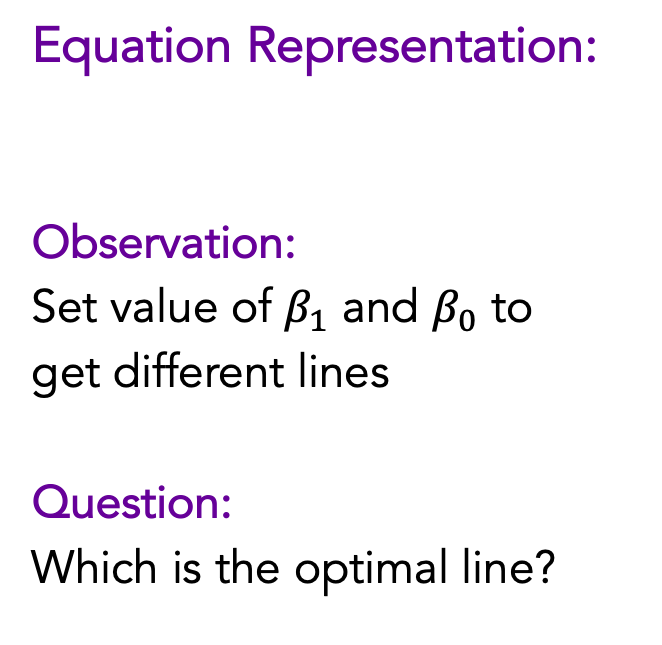 Equation Representation:
Observation:
Set value of β₁ and β₀ to
get different lines
Question:
Which is the optimal line?